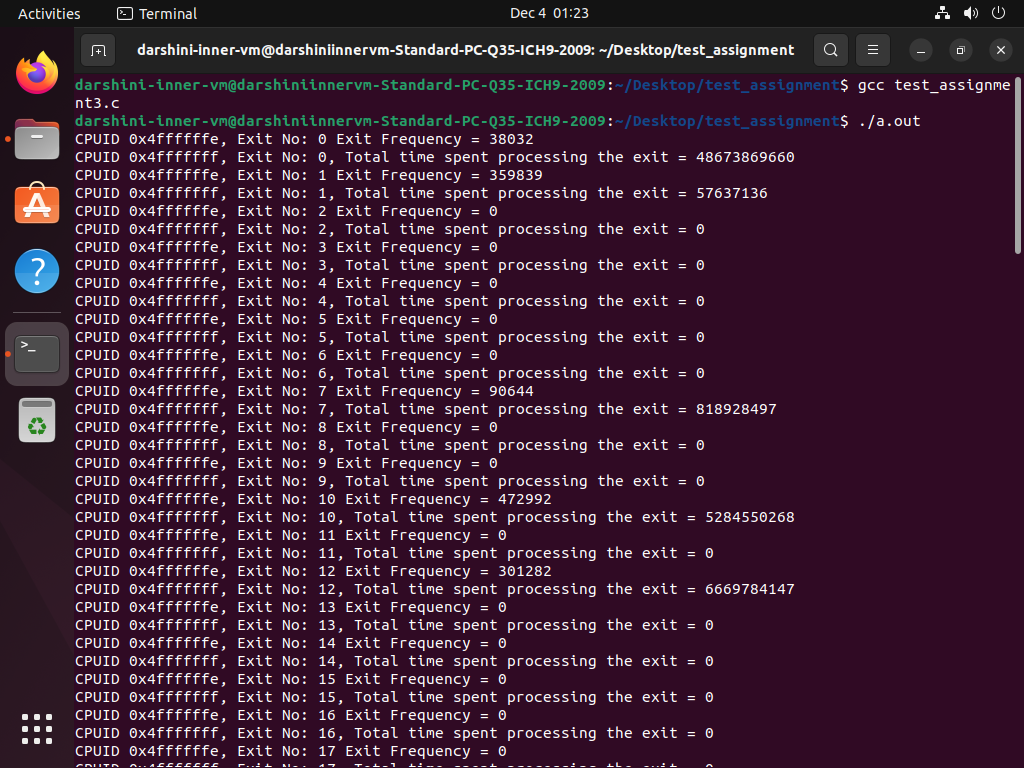 Activities Terminal Dec 4 01:23
darshini-inner-vm@darshiniinnervm-Standard-PC-Q35-ICH9-2009: ~/Desktop/test_assignment
darshini-inner-vm@darshiniinnervm-Standard-PC-Q35-ICH9-2009:~/Desktop/test_assignment$ gcc test_assignme
nt3.c
darshini-inner-vm@darshiniinnervm-Standard-PC-Q35-ICH9-2009:~/Desktop/test_assignment$ ./a.out
CPUID 0x4ffffffe, Exit No: 0 Exit Frequency = 38032
CPUID 0x4fffffff, Exit No: 0, Total time spent processing the exit = 48673869660
CPUID 0x4ffffffe, Exit No: 1 Exit Frequency = 359839
CPUID 0x4fffffff, Exit No: 1, Total time spent processing the exit = 57637136
CPUID 0x4ffffffe, Exit No: 2 Exit Frequency = 0
CPUID 0x4fffffff, Exit No: 2, Total time spent processing the exit = 0
CPUID 0x4ffffffe, Exit No: 3 Exit Frequency = 0
CPUID 0x4fffffff, Exit No: 3, Total time spent processing the exit = 0
CPUID 0x4ffffffe, Exit No: 4 Exit Frequency = 0
CPUID 0x4fffffff, Exit No: 4, Total time spent processing the exit = 0
CPUID 0x4ffffffe, Exit No: 5 Exit Frequency = 0
CPUID 0x4fffffff, Exit No: 5, Total time spent processing the exit = 0
CPUID 0x4ffffffe, Exit No: 6 Exit Frequency = 0
CPUID 0x4fffffff, Exit No: 6, Total time spent processing the exit = 0
CPUID 0x4ffffffe, Exit No: 7 Exit Frequency = 90644
CPUID 0x4fffffff, Exit No: 7, Total time spent processing the exit = 818928497
CPUID 0x4ffffffe, Exit No: 8 Exit Frequency = 0
CPUID 0x4fffffff, Exit No: 8, Total time spent processing the exit = 0
CPUID 0x4ffffffe, Exit No: 9 Exit Frequency = 0
CPUID 0x4fffffff, Exit No: 9, Total time spent processing the exit = 0
CPUID 0x4ffffffe, Exit No: 10 Exit Frequency = 472992
CPUID 0x4fffffff, Exit No: 10, Total time spent processing the exit = 5284550268
CPUID 0x4ffffffe, Exit No: 11 Exit Frequency = 0
CPUID 0x4fffffff, Exit No: 11, Total time spent processing the exit = 0
CPUID 0x4ffffffe, Exit No: 12 Exit Frequency = 301282
CPUID 0x4fffffff, Exit No: 12, Total time spent processing the exit = 6669784147
CPUID 0x4ffffffe, Exit No: 13 Exit Frequency = 0
CPUID 0x4fffffff, Exit No: 13, Total time spent processing the exit = 0
CPUID 0x4ffffffe, Exit No: 14 Exit Frequency = 0
CPUID 0x4fffffff, Exit No: 14, Total time spent processing the exit = 0
CPUID 0x4ffffffe, Exit No: 15 Exit Frequency = 0
CPUID 0x4fffffff, Exit No: 15, Total time spent processing the exit = 0
CPUID 0x4ffffffe, Exit No: 16 Exit Frequency = 0
CPUID 0x4fffffff, Exit No: 16, Total time spent processing the exit = 0
CPUID 0x4ffffffe, Exit No: 17 Exit Frequency = 0